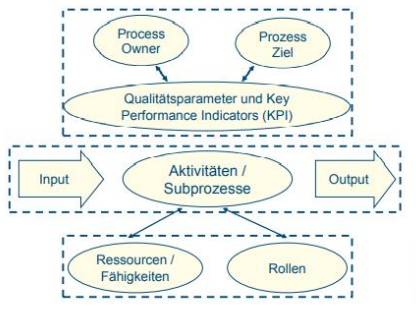 Process
Owner
Prozess
Ziel
Qualitätsparameter und Key
Performance Indicators (KPI)
Input
Aktivitäten /
Subprozesse
Output
Ressourcen /
Fähigkeiten
Rollen